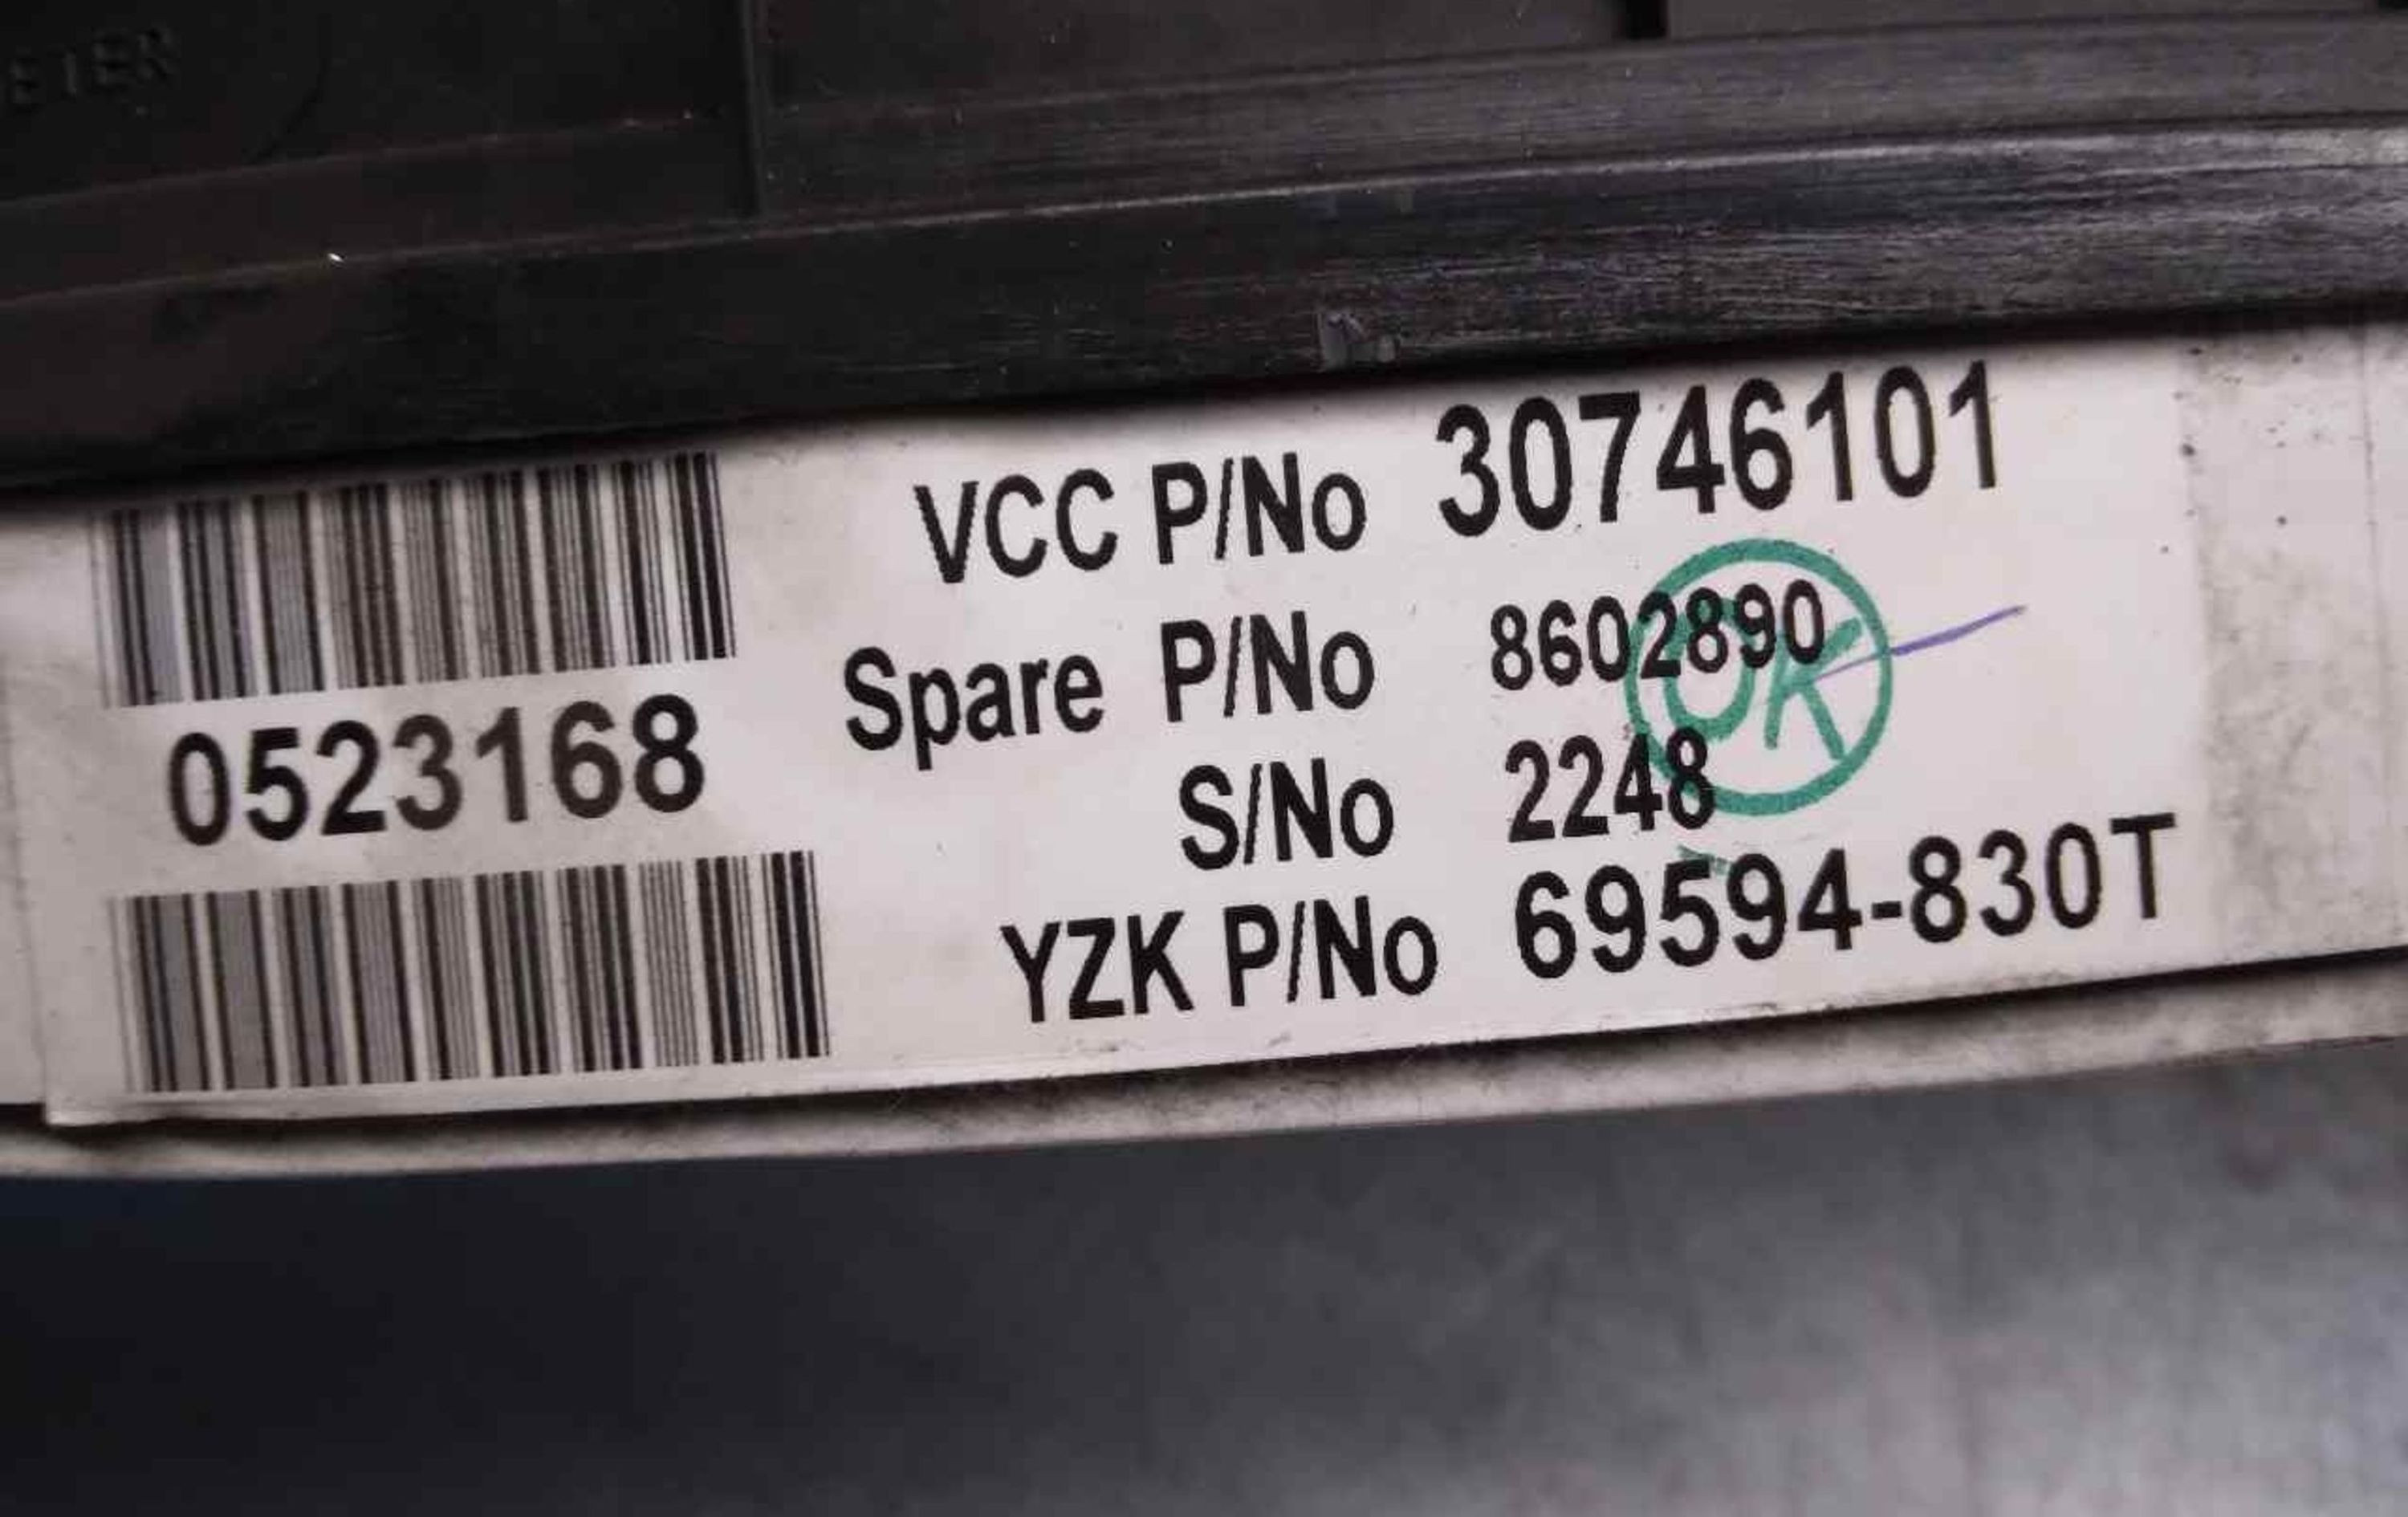 0523168
VCC P/No 30746101
Spare P/No 8602890
OK
S/No 2248
YZK P/No 69594-830T